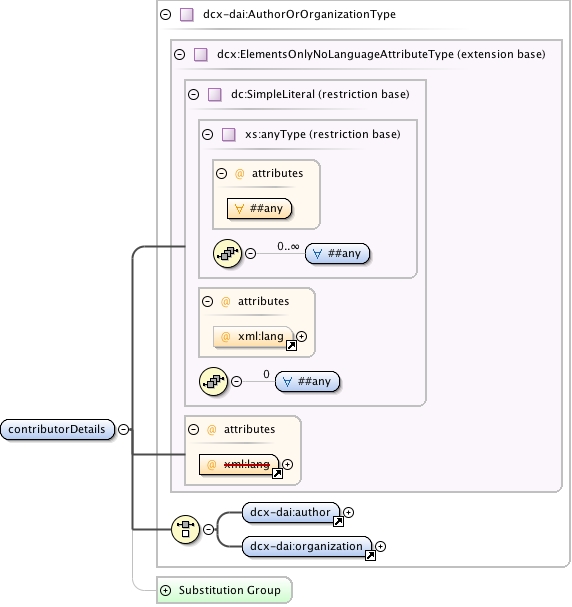 dcx-dai:AuthorOrOrganizationType
dcx:ElementsOnlyNoLanguageAttributeType (extension base)
dc:SimpleLiteral (restriction base)
xs:anyType (restriction base)
@ attributes
∀ ##any
0..∞
∀ ##any
@ attributes
@ xml:lang
0
∀ ##any
contributorDetails
@ attributes
@ xml:lang
dcx-dai:author
dcx-dai:organization
Substitution Group